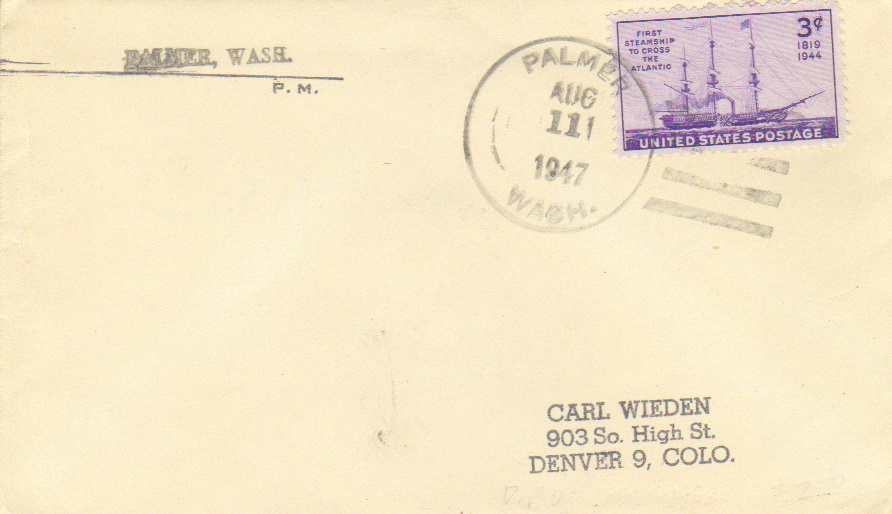 PALMER, WASH.
P. M.
PALMER
AUG
11
1947
WASH.
FIRST
STEAMSHIP
TO CROSS
THE
ATLANTIC
3¢
1819
1944
UNITED STATES POSTAGE
CARL WIEDEN
903 So. High St.
DENVER 9, COLO.